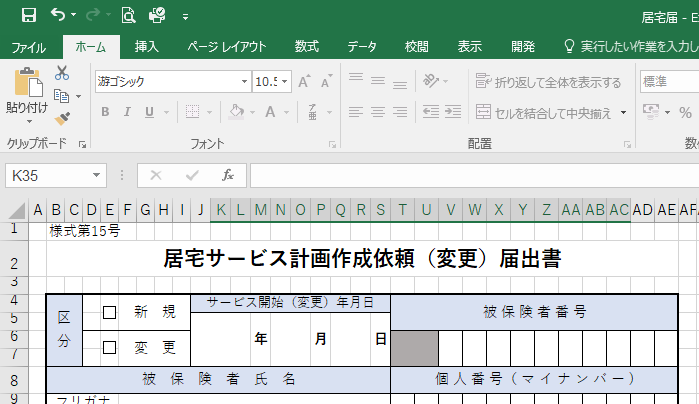 居宅届 - E
ファイル ホーム 挿入 ページ レイアウト 数式 データ 校閲 表示 開発 実行したい作業を入力し
貼り付け 游ゴシック 10.5 A A 折り返して全体を表示する 標準
B I U A セルを結合して中央揃え %
クリップボード フォント 配置 数
K35 fx
A B C D E F G H I J K L M N O P Q R S T U V W X Y Z AA AB AC AD AE AF
1 様式第15号
2 居宅サービス計画作成依頼（変更）届出書
3
4 区分 新規 サービス開始（変更）年月日 被保険者番号
5 年 月 日
6 変更
7
8 被保険者氏名 個人番号（マイナンバー）
9 フリガナ